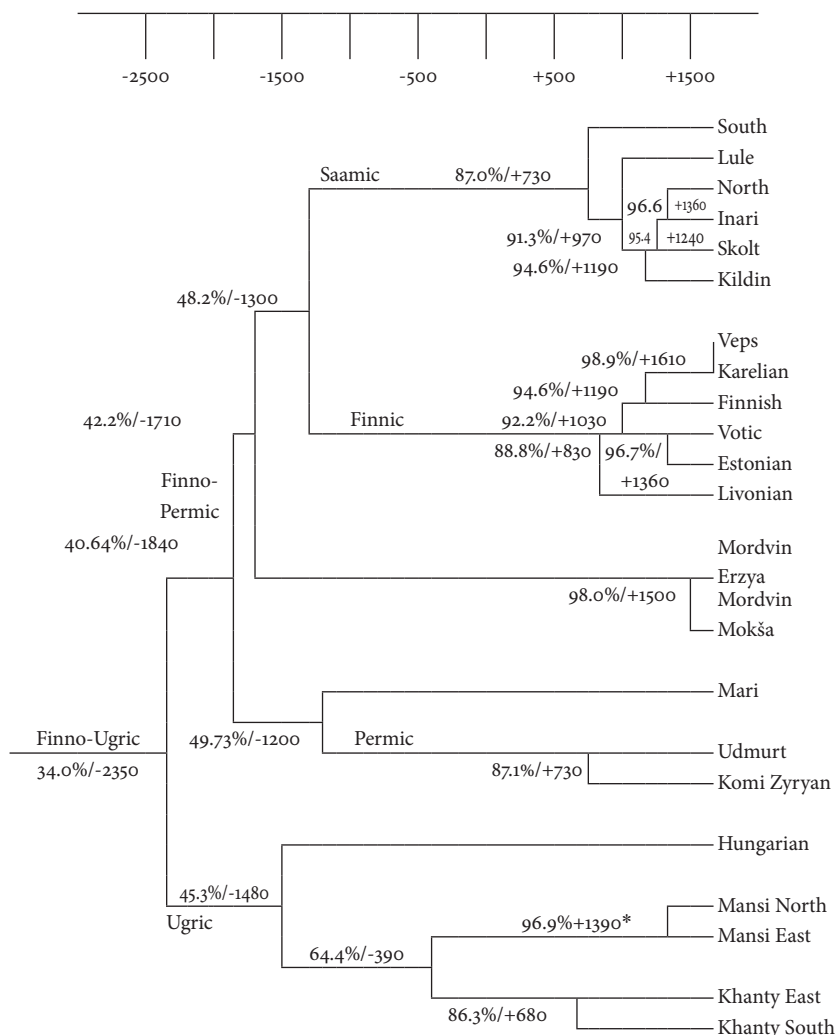 -2500 -1500 -500 +500 +1500
South
Lule
Saamic 87.0%/+730
North
96.6 +1360
Inari
91.3%/+970 95.4 +1240
Skolt
94.6%/+1190
Kildin
48.2%/-1300
Veps
98.9%/+1610
Karelian
94.6%/+1190
Finnish
42.2%/-1710 Finnic 92.2%/+1030
Votic
88.8%/+830 96.7%/
Estonian
+1360
Livonian
Finno-
Permic
40.64%/-1840
Mordvin
Erzya
98.0%/+1500
Mordvin
Mokša
Mari
Finno-Ugric 49.73%/-1200 Permic
Udmurt
34.0%/-2350 87.1%/+730
Komi Zyryan
Hungarian
45.3%/-1480
Ugric
Mansi North
96.9%+1390*
Mansi East
64.4%/-390
Khanty East
86.3%/+680
Khanty South